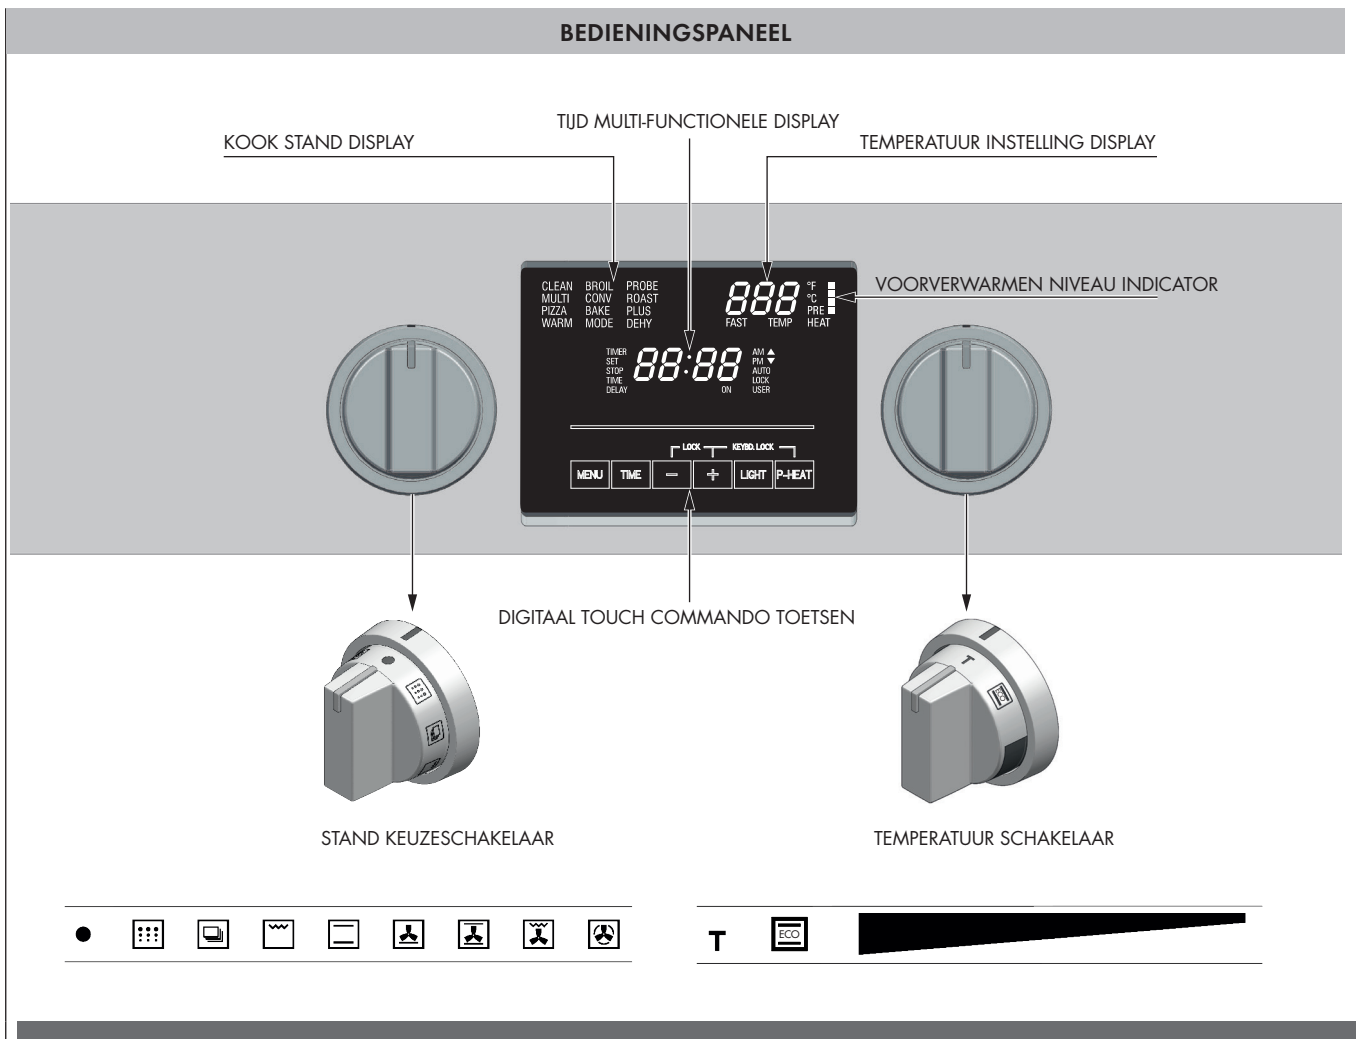 BEDIENINGSPANEEL
TIJD MULTI-FUNCTIONELE DISPLAY
KOOK STAND DISPLAY
TEMPERATUUR INSTELLING DISPLAY
VOORVERWARMEN NIVEAU INDICATOR
CLEAN BROIL PROBE
MULTI CONV ROAST
PIZZA BAKE PLUS
WARM MODE DEHY
888
°F
°C
PRE
FAST TEMP HEAT
TIMER
SET
STOP
TIME
DELAY
88:88
ON
AM ▲
PM ▼
AUTO
LOCK
USER
LOCK KEYBD. LOCK
MENU TIME − + LIGHT P-HEAT
DIGITAAL TOUCH COMMANDO TOETSEN
T
ECO
STAND KEUZESCHAKELAAR
TEMPERATUUR SCHAKELAAR
T
ECO